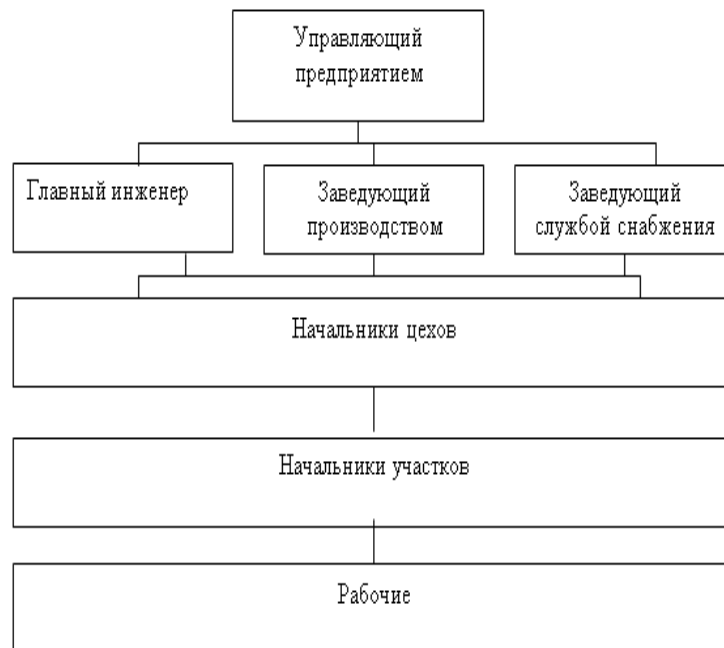 Управляющий
предприятием
Главный инженер
Заведующий
производством
Заведующий
службой снабжения
Начальники цехов
Начальники участков
Рабочие